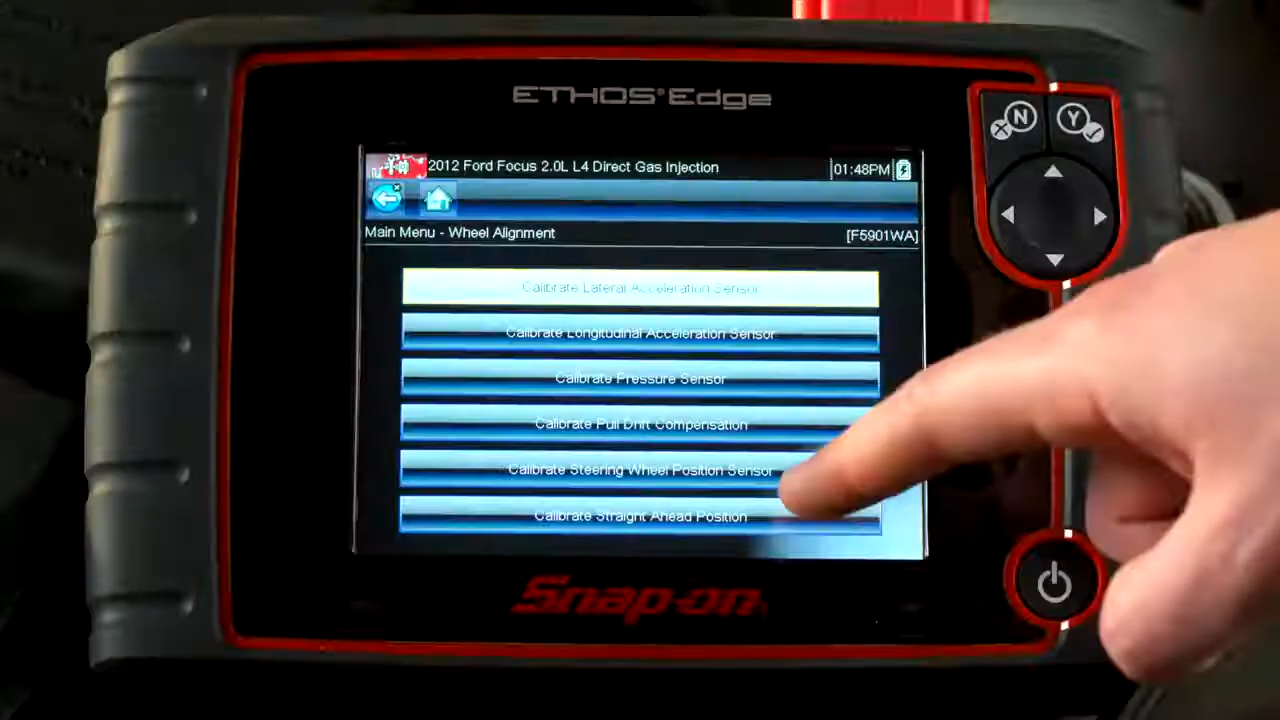 ETHOS® Edge
N Y
2012 Ford Focus 2.0L L4 Direct Gas Injection 01:48PM
Main Menu - Wheel Alignment [F5901WA]
Calibrate Lateral Acceleration Sensor
Calibrate Longitudinal Acceleration Sensor
Calibrate Pressure Sensor
Calibrate Pull Drift Compensation
Calibrate Steering Wheel Position Sensor
Calibrate Straight Ahead Position
Snap-on